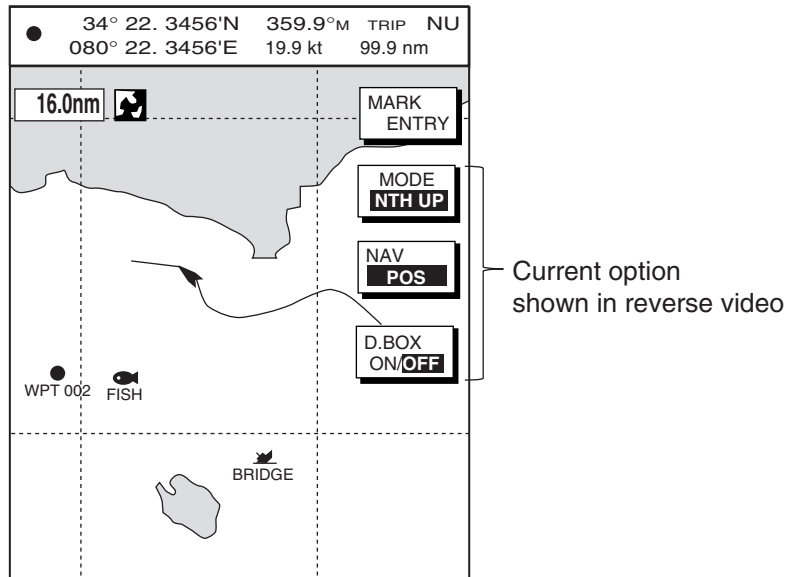 34° 22. 3456'N 359.9°M TRIP NU
080° 22. 3456'E 19.9 kt 99.9 nm
16.0nm
MARK
ENTRY
MODE
NTH UP
NAV
POS
Current option
shown in reverse video
D.BOX
ON/OFF
WPT 002
FISH
BRIDGE